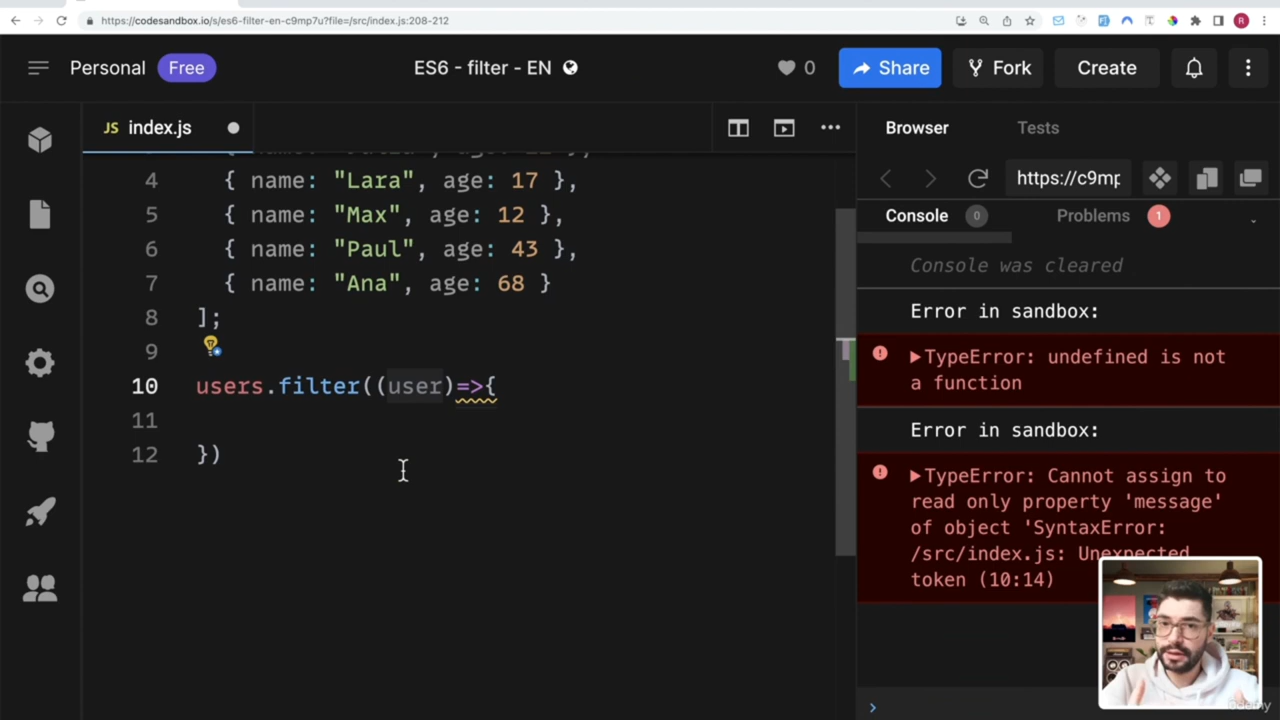 https://codesandbox.io/s/es6-filter-en-c9mp7u?file=/src/index.js:208-212
R
Personal Free
ES6 - filter - EN
0
Share
Fork
Create
JS index.js
Browser
Tests
https://c9mp
Console 0
Problems 1
4 { name: "Lara", age: 17 },
5 { name: "Max", age: 12 },
6 { name: "Paul", age: 43 },
7 { name: "Ana", age: 68 }
8 ];
9
10 users.filter((user)=>{
11
12 })
Console was cleared
Error in sandbox:
TypeError: undefined is not
a function
Error in sandbox:
TypeError: Cannot assign to
read only property 'message'
of object 'SyntaxError:
/src/index.js: Unexpected
token (10:14)